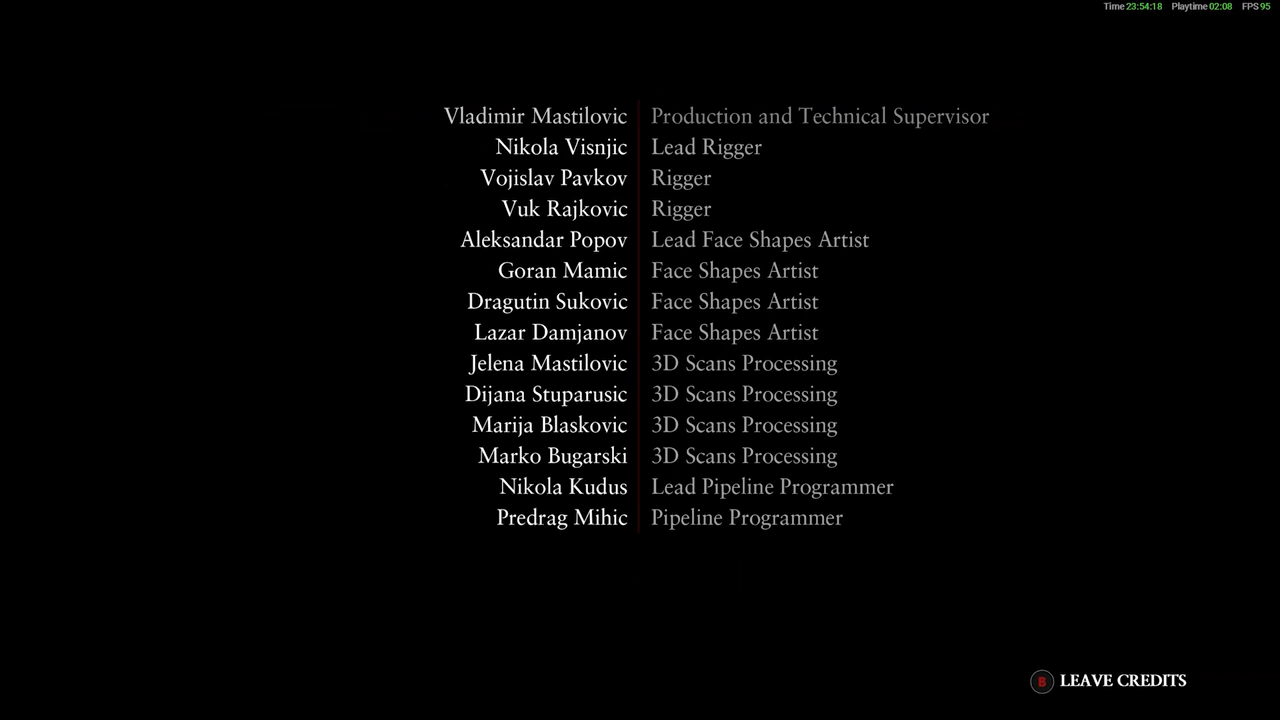 Time 23:54:18 Playtime 02:08 FPS 95
Vladimir Mastilovic Production and Technical Supervisor
Nikola Visnjic Lead Rigger
Vojislav Pavkov Rigger
Vuk Rajkovic Rigger
Aleksandar Popov Lead Face Shapes Artist
Goran Mamic Face Shapes Artist
Dragutin Sukovic Face Shapes Artist
Lazar Damjanov Face Shapes Artist
Jelena Mastilovic 3D Scans Processing
Dijana Stuparusic 3D Scans Processing
Marija Blaskovic 3D Scans Processing
Marko Bugarski 3D Scans Processing
Nikola Kudus Lead Pipeline Programmer
Predrag Mihic Pipeline Programmer
B LEAVE CREDITS